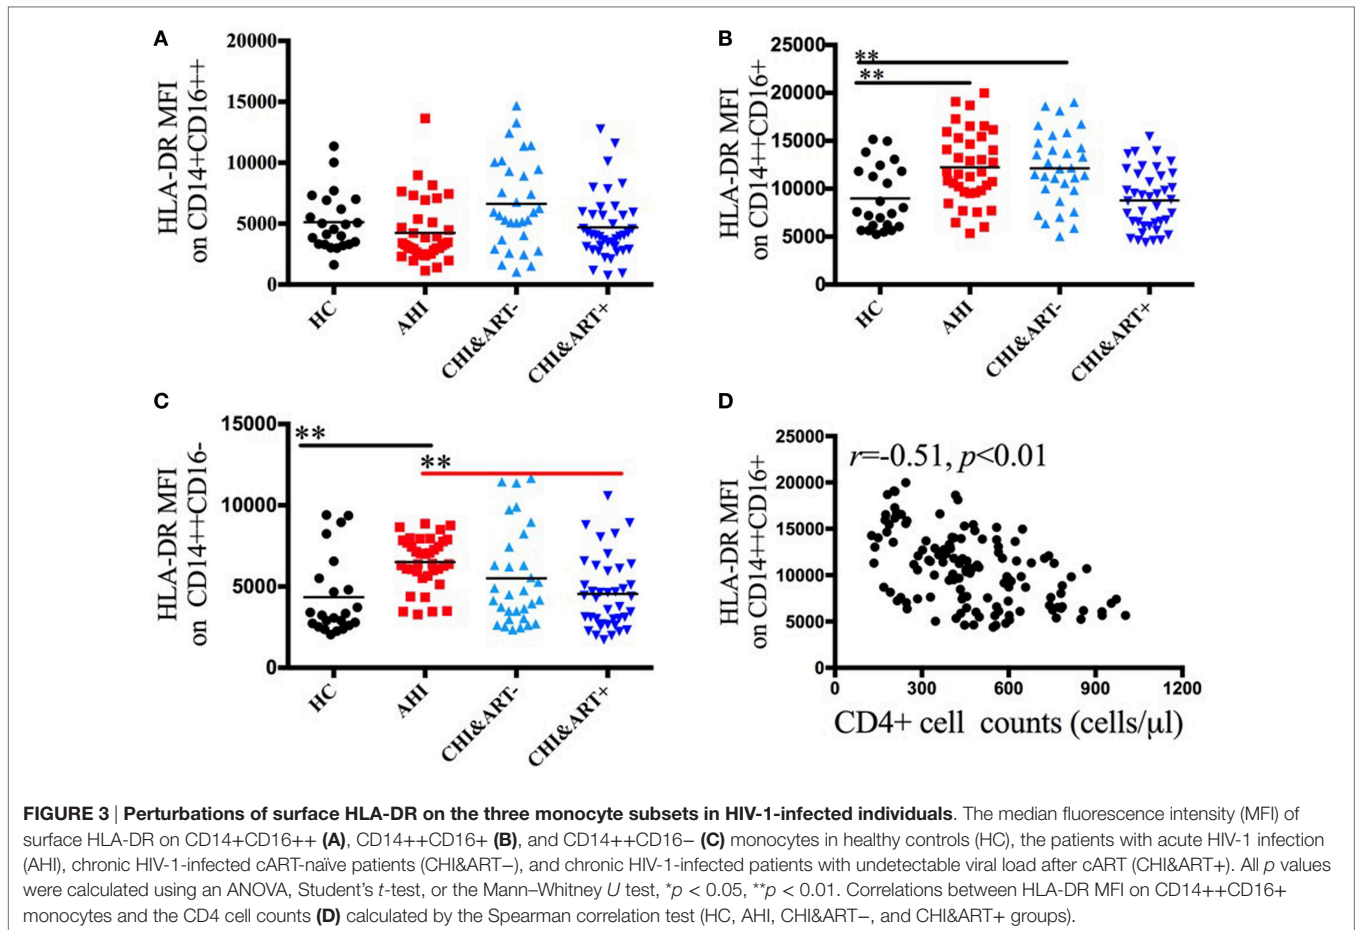 A
HLA-DR MFI
on CD14+CD16++
20000
15000
10000
5000
0
HC
AHI
CHI&ART-
CHI&ART+
B
HLA-DR MFI
on CD14++CD16+
25000
20000
15000
10000
5000
0
**
**
HC
AHI
CHI&ART-
CHI&ART+
C
HLA-DR MFI
on CD14++CD16-
15000
10000
5000
0
**
**
HC
AHI
CHI&ART-
CHI&ART+
D
HLA-DR MFI
on CD14++CD16+
25000
20000
15000
10000
5000
0
r=-0.51, p<0.01
0
300
600
900
1200
CD4+ cell counts (cells/µl)
FIGURE 3 | Perturbations of surface HLA-DR on the three monocyte subsets in HIV-1-infected individuals. The median fluorescence intensity (MFI) of
surface HLA-DR on CD14+CD16++ (A), CD14++CD16+ (B), and CD14++CD16− (C) monocytes in healthy controls (HC), the patients with acute HIV-1 infection
(AHI), chronic HIV-1-infected cART-naïve patients (CHI&ART−), and chronic HIV-1-infected patients with undetectable viral load after cART (CHI&ART+). All p values
were calculated using an ANOVA, Student's t-test, or the Mann–Whitney U test, *p < 0.05, **p < 0.01. Correlations between HLA-DR MFI on CD14++CD16+
monocytes and the CD4 cell counts (D) calculated by the Spearman correlation test (HC, AHI, CHI&ART−, and CHI&ART+ groups).